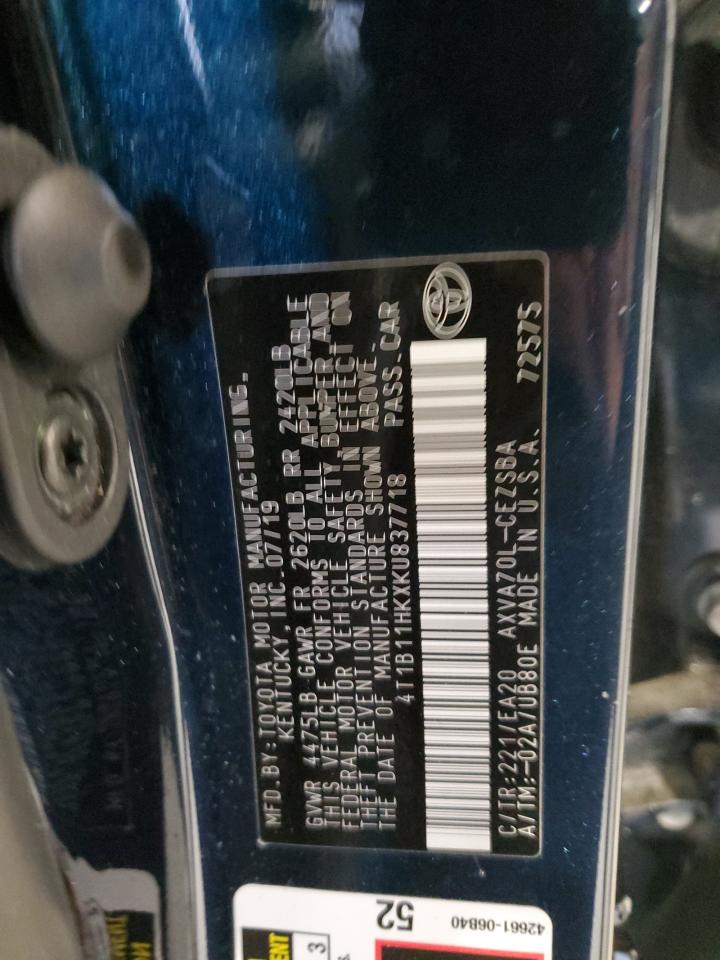 MFD. BY: TOYOTA MOTOR MANUFACTURING.
KENTUCKY, INC. 07/19
GVWR 4475LB GAWR FR 2620LB RR 2420LB
THIS VEHICLE CONFORMS TO ALL APPLICABLE
FEDERAL MOTOR VEHICLE SAFETY, BUMPER, AND
THEFT PREVENTION STANDARDS IN EFFECT ON
THE DATE OF MANUFACTURE SHOWN ABOVE.
4T1B11HKXKU837718 PASS. CAR
C/TR: 221/EA20 AXVA70L-CEZSBA 72575
A/TM: -02A/UB80E MADE IN U.S.A.
52
42661-06B40
3